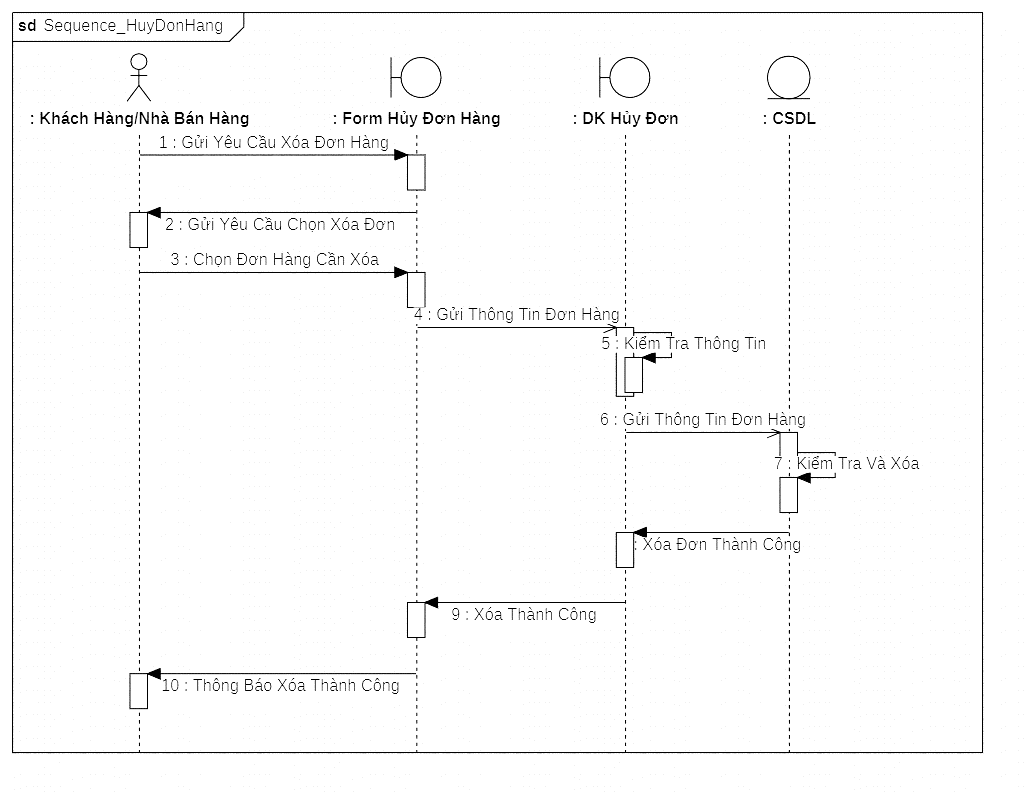 sd Sequence_HuyDonHang
: Khách Hàng/Nhà Bán Hàng
: Form Hủy Đơn Hàng
: DK Hủy Đơn
: CSDL
1 : Gửi Yêu Cầu Xóa Đơn Hàng
2 : Gửi Yêu Cầu Chọn Xóa Đơn
3 : Chọn Đơn Hàng Cần Xóa
4 : Gửi Thông Tin Đơn Hàng
5 : Kiểm Tra Thông Tin
6 : Gửi Thông Tin Đơn Hàng
7 : Kiểm Tra Và Xóa
: Xóa Đơn Thành Công
9 : Xóa Thành Công
10 : Thông Báo Xóa Thành Công